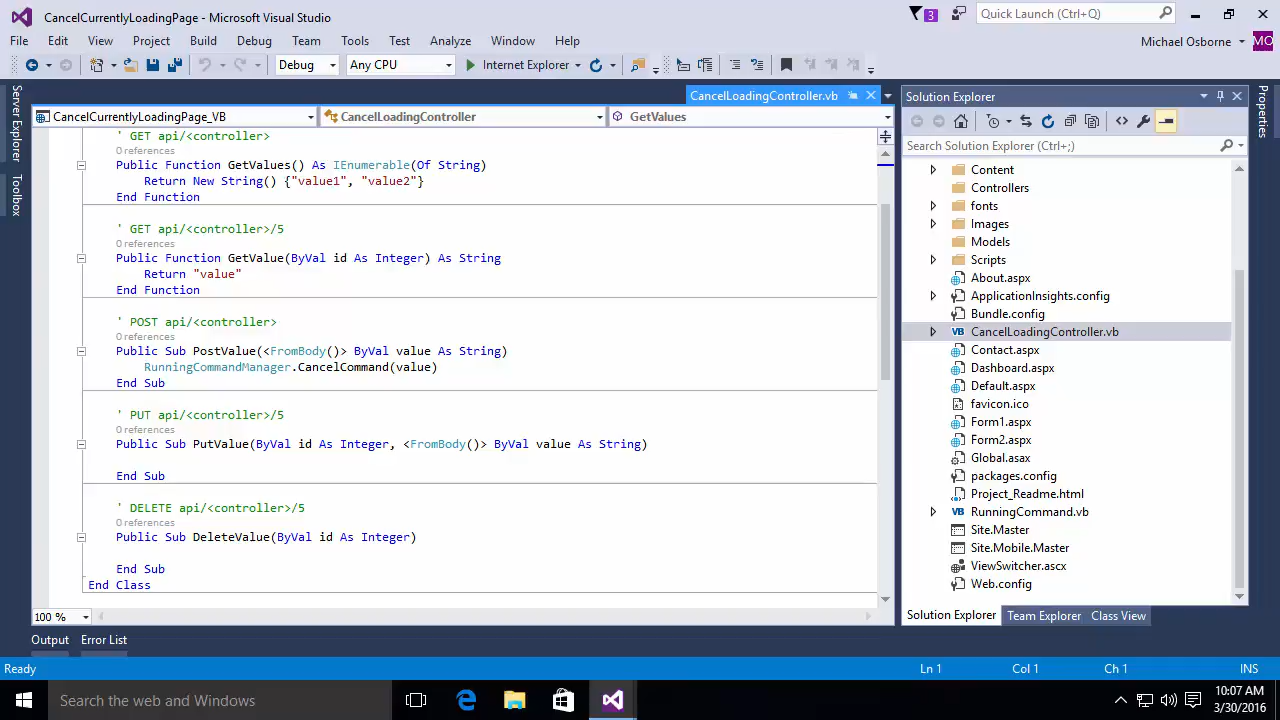 CancelCurrentlyLoadingPage - Microsoft Visual Studio
3
Quick Launch (Ctrl+Q)
File Edit View Project Build Debug Team Tools Test Analyze Window Help
Michael Osborne
MO
Debug
Any CPU
Internet Explorer
Server Explorer
Toolbox
CancelLoadingController.vb
CancelCurrentlyLoadingPage_VB
CancelLoadingController
GetValues
' GET api/<controller>
0 references
Public Function GetValues() As IEnumerable(Of String)
Return New String() {"value1", "value2"}
End Function
' GET api/<controller>/5
0 references
Public Function GetValue(ByVal id As Integer) As String
Return "value"
End Function
' POST api/<controller>
0 references
Public Sub PostValue(<FromBody()> ByVal value As String)
RunningCommandManager.CancelCommand(value)
End Sub
' PUT api/<controller>/5
0 references
Public Sub PutValue(ByVal id As Integer, <FromBody()> ByVal value As String)
End Sub
' DELETE api/<controller>/5
0 references
Public Sub DeleteValue(ByVal id As Integer)
End Sub
End Class
100 %
Solution Explorer
Search Solution Explorer (Ctrl+;)
Content
Controllers
fonts
Images
Models
Scripts
About.aspx
ApplicationInsights.config
Bundle.config
VB CancelLoadingController.vb
Contact.aspx
Dashboard.aspx
Default.aspx
favicon.ico
Form1.aspx
Form2.aspx
Global.asax
packages.config
Project_Readme.html
VB RunningCommand.vb
Site.Master
Site.Mobile.Master
ViewSwitcher.ascx
Web.config
Solution Explorer Team Explorer Class View
Properties
Output Error List
Ready
Ln 1 Col 1 Ch 1 INS
Search the web and Windows
10:07 AM
3/30/2016